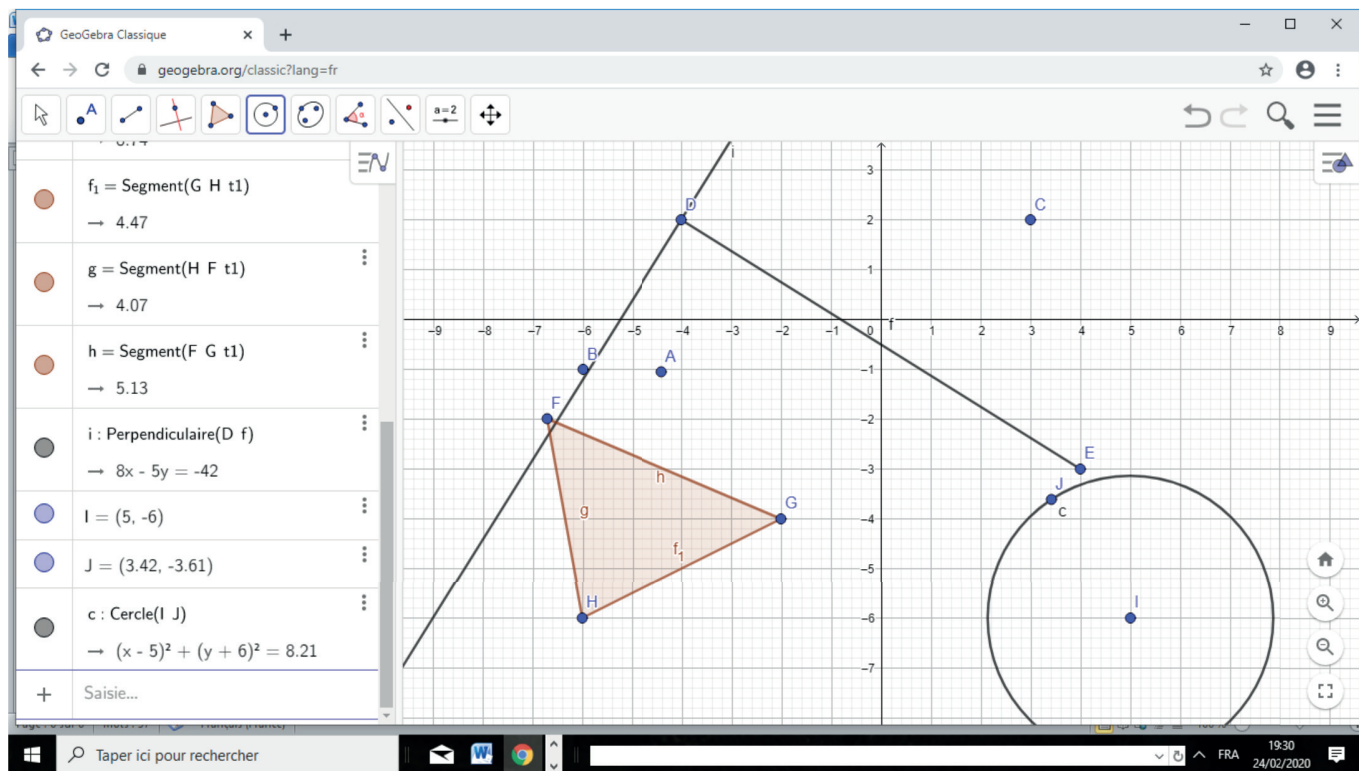 GeoGebra Classique
geogebra.org/classic?lang=fr
A
α
a=2
f₁ = Segment(G H t1)
→ 4.47
g = Segment(H F t1)
→ 4.07
h = Segment(F G t1)
→ 5.13
i : Perpendiculaire(D f)
→ 8x - 5y = -42
I = (5, -6)
J = (3.42, -3.61)
c : Cercle(I J)
→ (x - 5)² + (y + 6)² = 8.21
+ Saisie...
i
3
D
C
2
1
-9 -8 -7 -6 -5 -4 -3 -2 -1 0 f 1 2 3 4 5 6 7 8 9
B
A
-1
F
-2
E
-3
h
J
g
G
c
-4
f₁
-5
H
I
-6
-7
Taper ici pour rechercher
W
FRA
19:30
24/02/2020